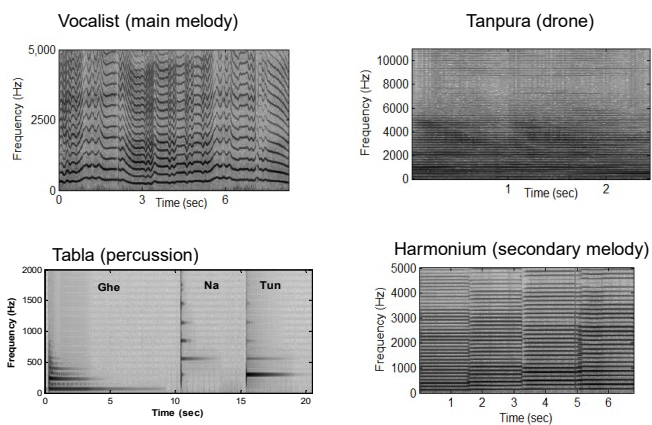 Vocalist (main melody)
5,000
2500
0
Frequency (Hz)
0 3 6
Time (sec)
Tanpura (drone)
10000
8000
6000
4000
2000
0
Frequency (Hz)
1 2
Time (sec)
Tabla (percussion)
2000
1500
1000
500
0
Frequency (Hz)
Ghe Na Tun
0 5 10 15 20
Time (sec)
Harmonium (secondary melody)
5000
4000
3000
2000
1000
0
Frequency (Hz)
1 2 3 4 5 6
Time (sec)